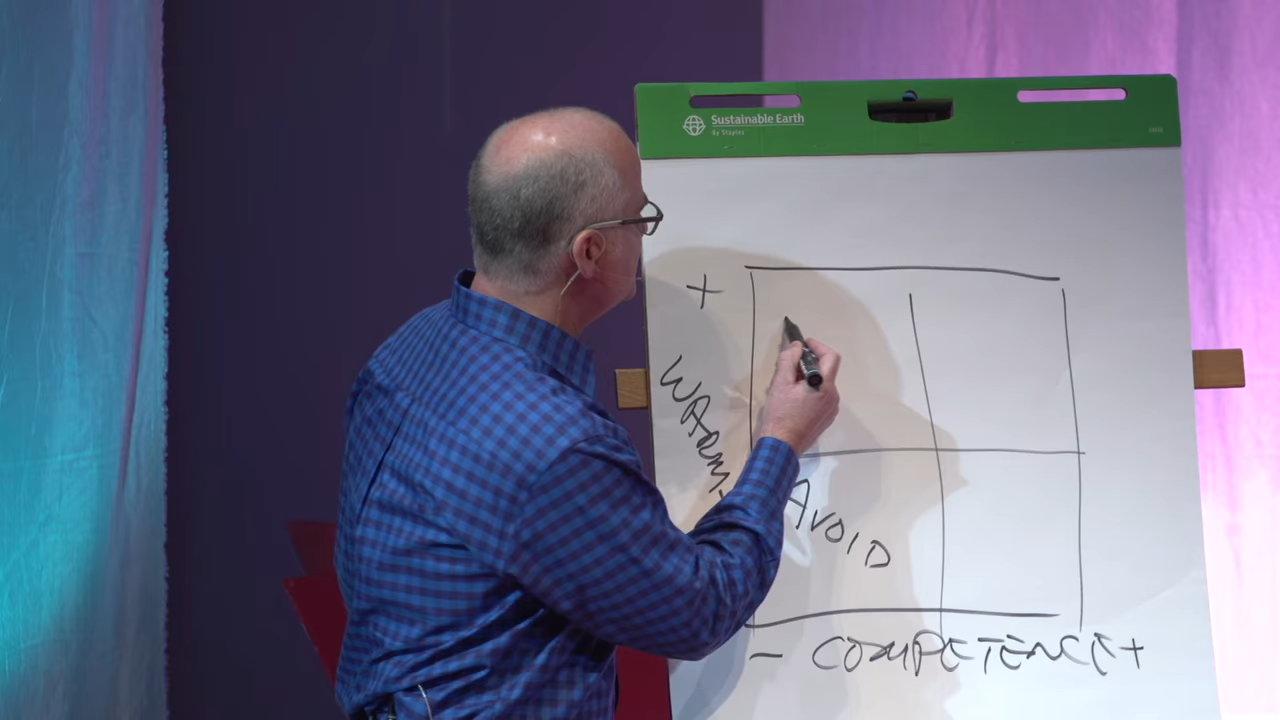 Sustainable Earth
By Staples
+
WARM
AVOID
- COMPETENCE +